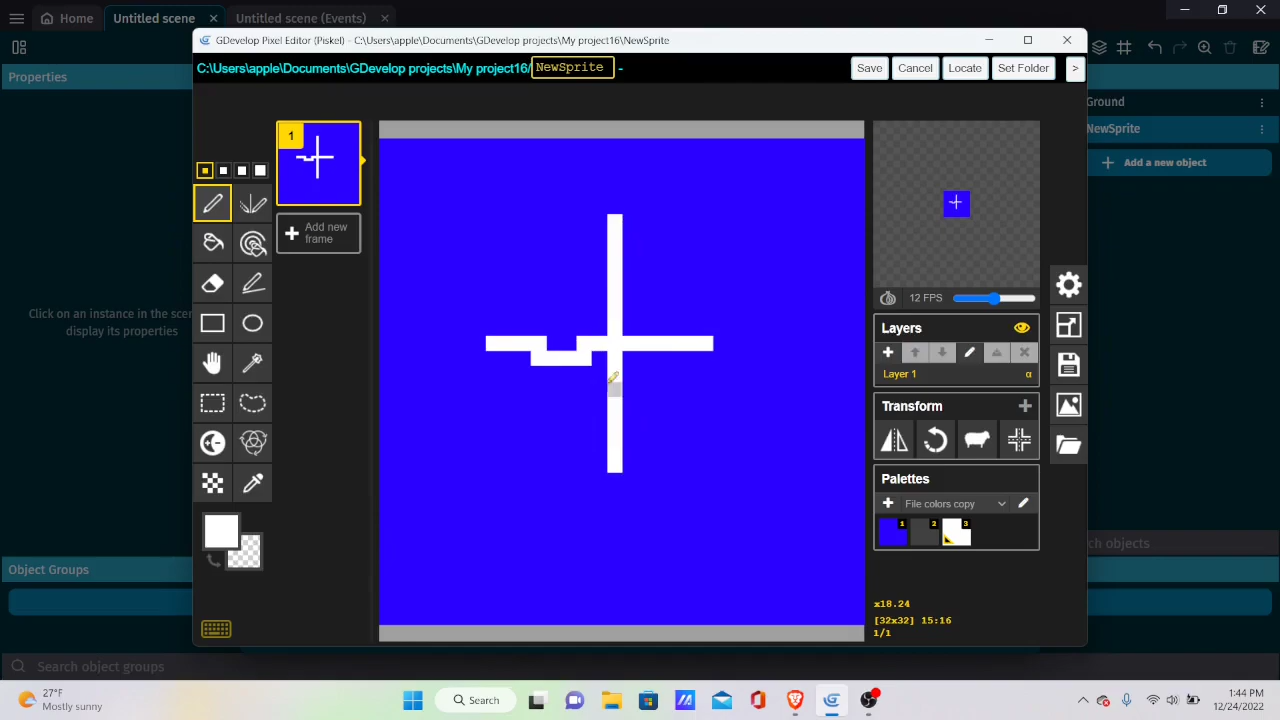 Home
Untitled scene
Untitled scene (Events)
GDevelop Pixel Editor (Piskel) - C:\Users\apple\Documents\GDevelop projects\My project16\NewSprite
C:\Users\apple\Documents\GDevelop projects\My project16/
NewSprite
-
Save
Cancel
Locate
Set Folder
>
Properties
Click on an instance in the scen
display its properties
1
Add new
frame
Ground
NewSprite
Add a new object
12 FPS
Layers
Layer 1
α
Transform
Palettes
File colors copy
1
2
3
ch objects
Object Groups
x18.24
[32x32] 15:16
1/1
Search object groups
27°F
Mostly sunny
Search
1:44 PM
12/24/2022